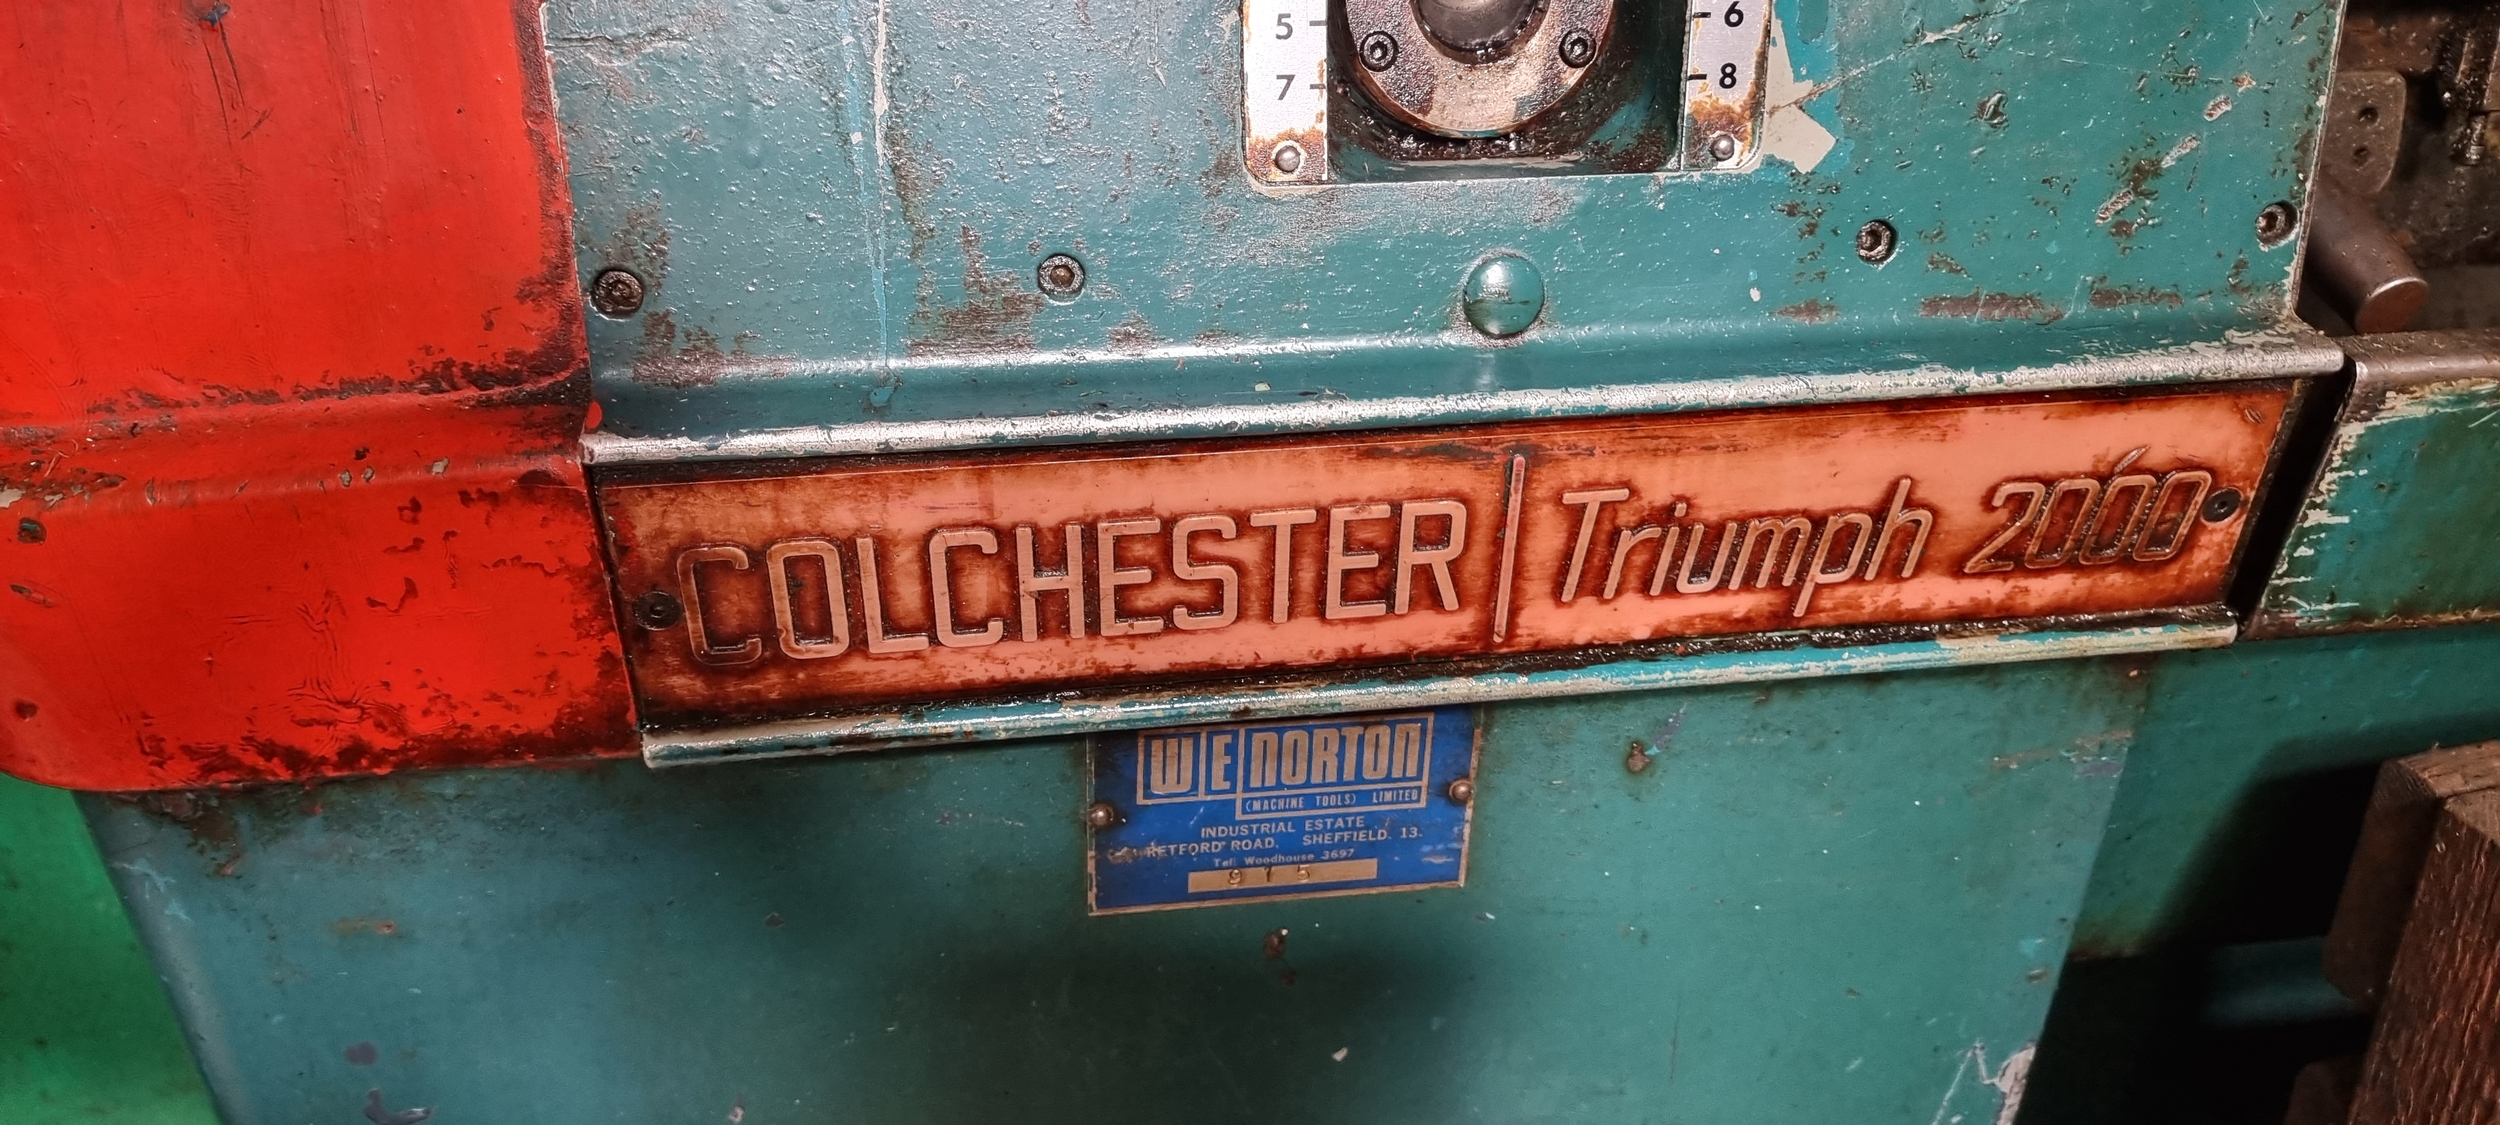 5 6
7 8
COLCHESTER Triumph 2000
WE NORTON
(MACHINE TOOLS) LIMITED
INDUSTRIAL ESTATE
RETFORD ROAD, SHEFFIELD. 13.
Tel: Woodhouse 3697
915